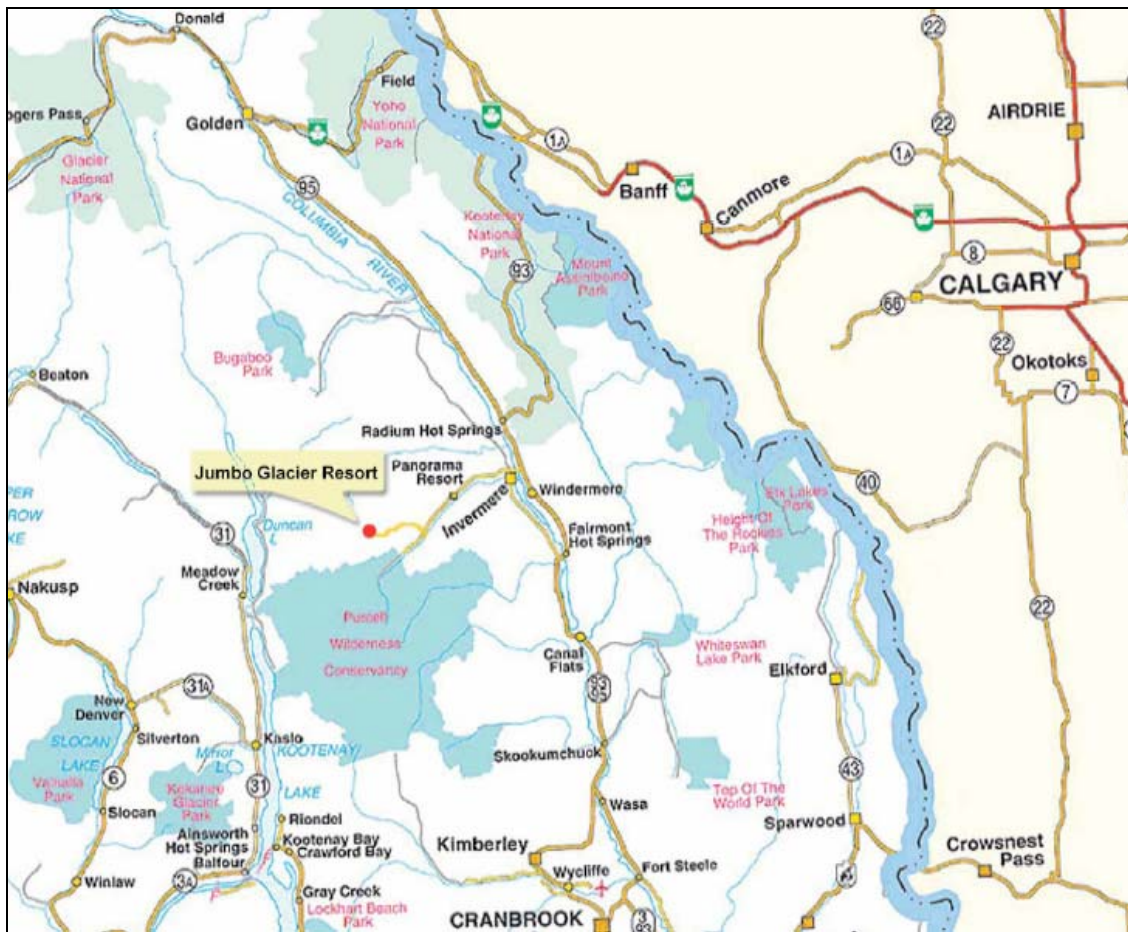 Donald
Field
Yoho
National
Park
Golden
ogers Pass
Glacier
National
Park
95
COLUMBIA
RIVER
Kootenay
National
Park
93
Mount
Assiniboine
Park
1A
Banff
Canmore
1A
22
22
AIRDRIE
8
CALGARY
66
22
Okotoks
7
Bugaboo
Park
Beaton
Radium Hot Springs
Panorama
Resort
Jumbo Glacier Resort
Invermere
Windermere
Fairmont
Hot Springs
Elk Lakes
Park
Height Of
The Rockies
Park
40
PER
ROW
KE
31
Duncan
L
Meadow
Creek
Nakusp
Purcell
Wilderness
Conservancy
Canal
Flats
93
95
Whiteswan
Lake Park
Elkford
22
31A
New
Denver
Silverton
SLOCAN
LAKE
Valhalla
Park
6
Slocan
Mirror
L
Kaslo
KOOTENAY
LAKE
Kokanee
Glacier
Park
31
Skookumchuck
Wasa
Top Of The
World Park
43
Sparwood
Crowsnest
Pass
Ainsworth
Hot Springs
Balfour
Riondel
Kootenay Bay
Crawford Bay
Kimberley
Wycliffe
Fort Steele
Winlaw
3A
Gray Creek
Lockhart Beach
Park
CRANBROOK
3
93